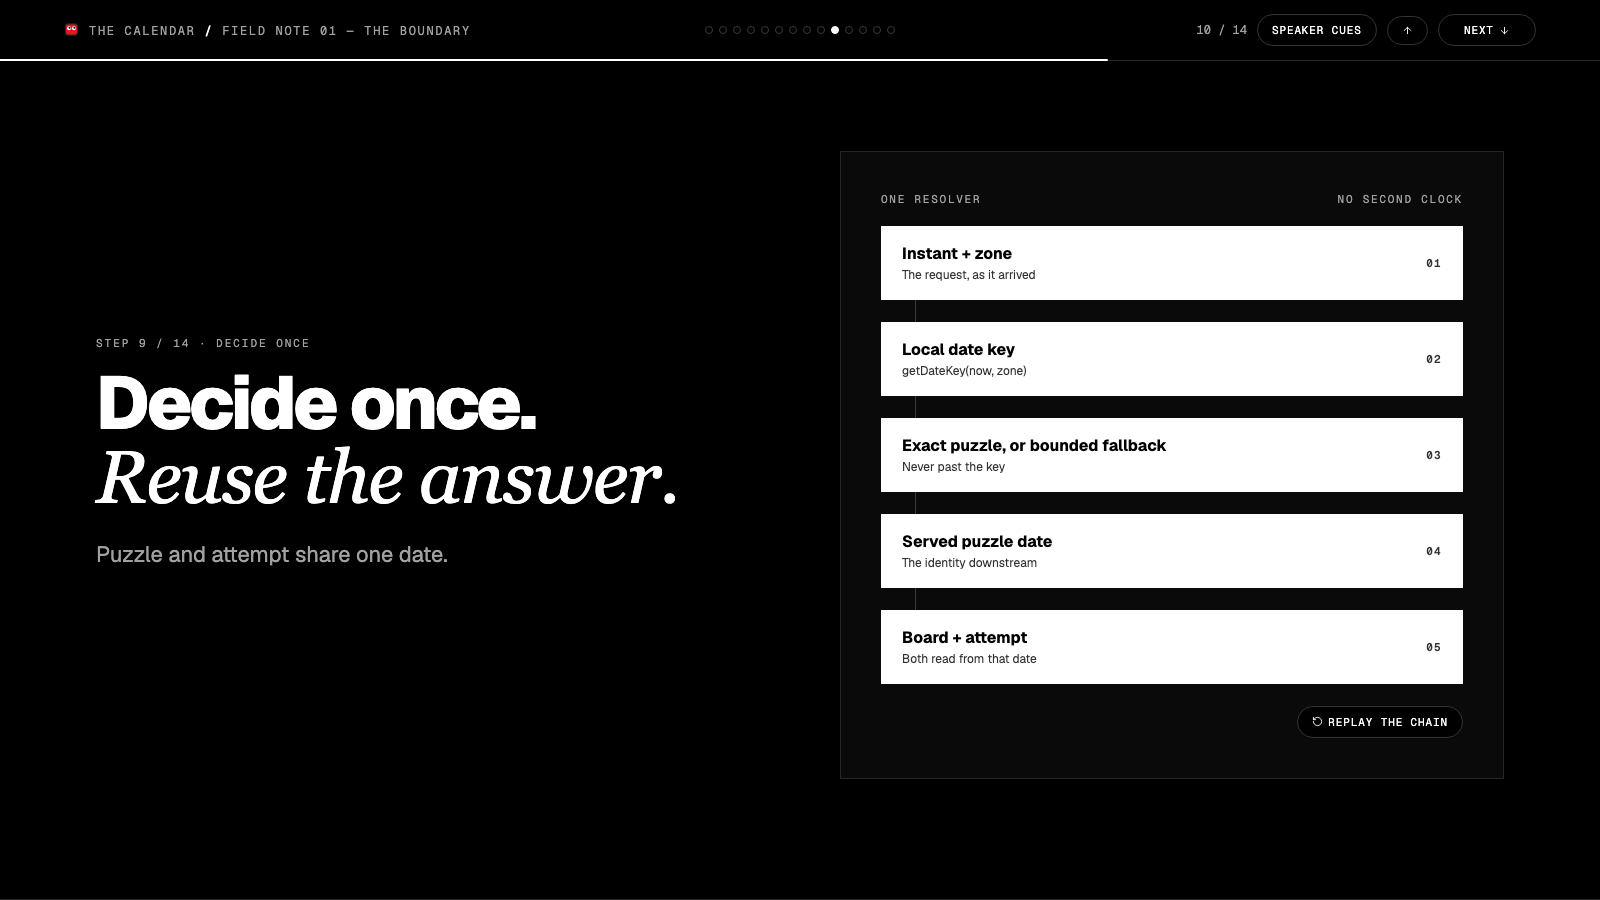 THE CALENDAR / FIELD NOTE 01 — THE BOUNDARY
10 / 14
SPEAKER CUES
↑
NEXT ↓
STEP 9 / 14 · DECIDE ONCE
Decide once.
Reuse the answer.
Puzzle and attempt share one date.
ONE RESOLVER
NO SECOND CLOCK
Instant + zone
The request, as it arrived
01
Local date key
getDateKey(now, zone)
02
Exact puzzle, or bounded fallback
Never past the key
03
Served puzzle date
The identity downstream
04
Board + attempt
Both read from that date
05
REPLAY THE CHAIN